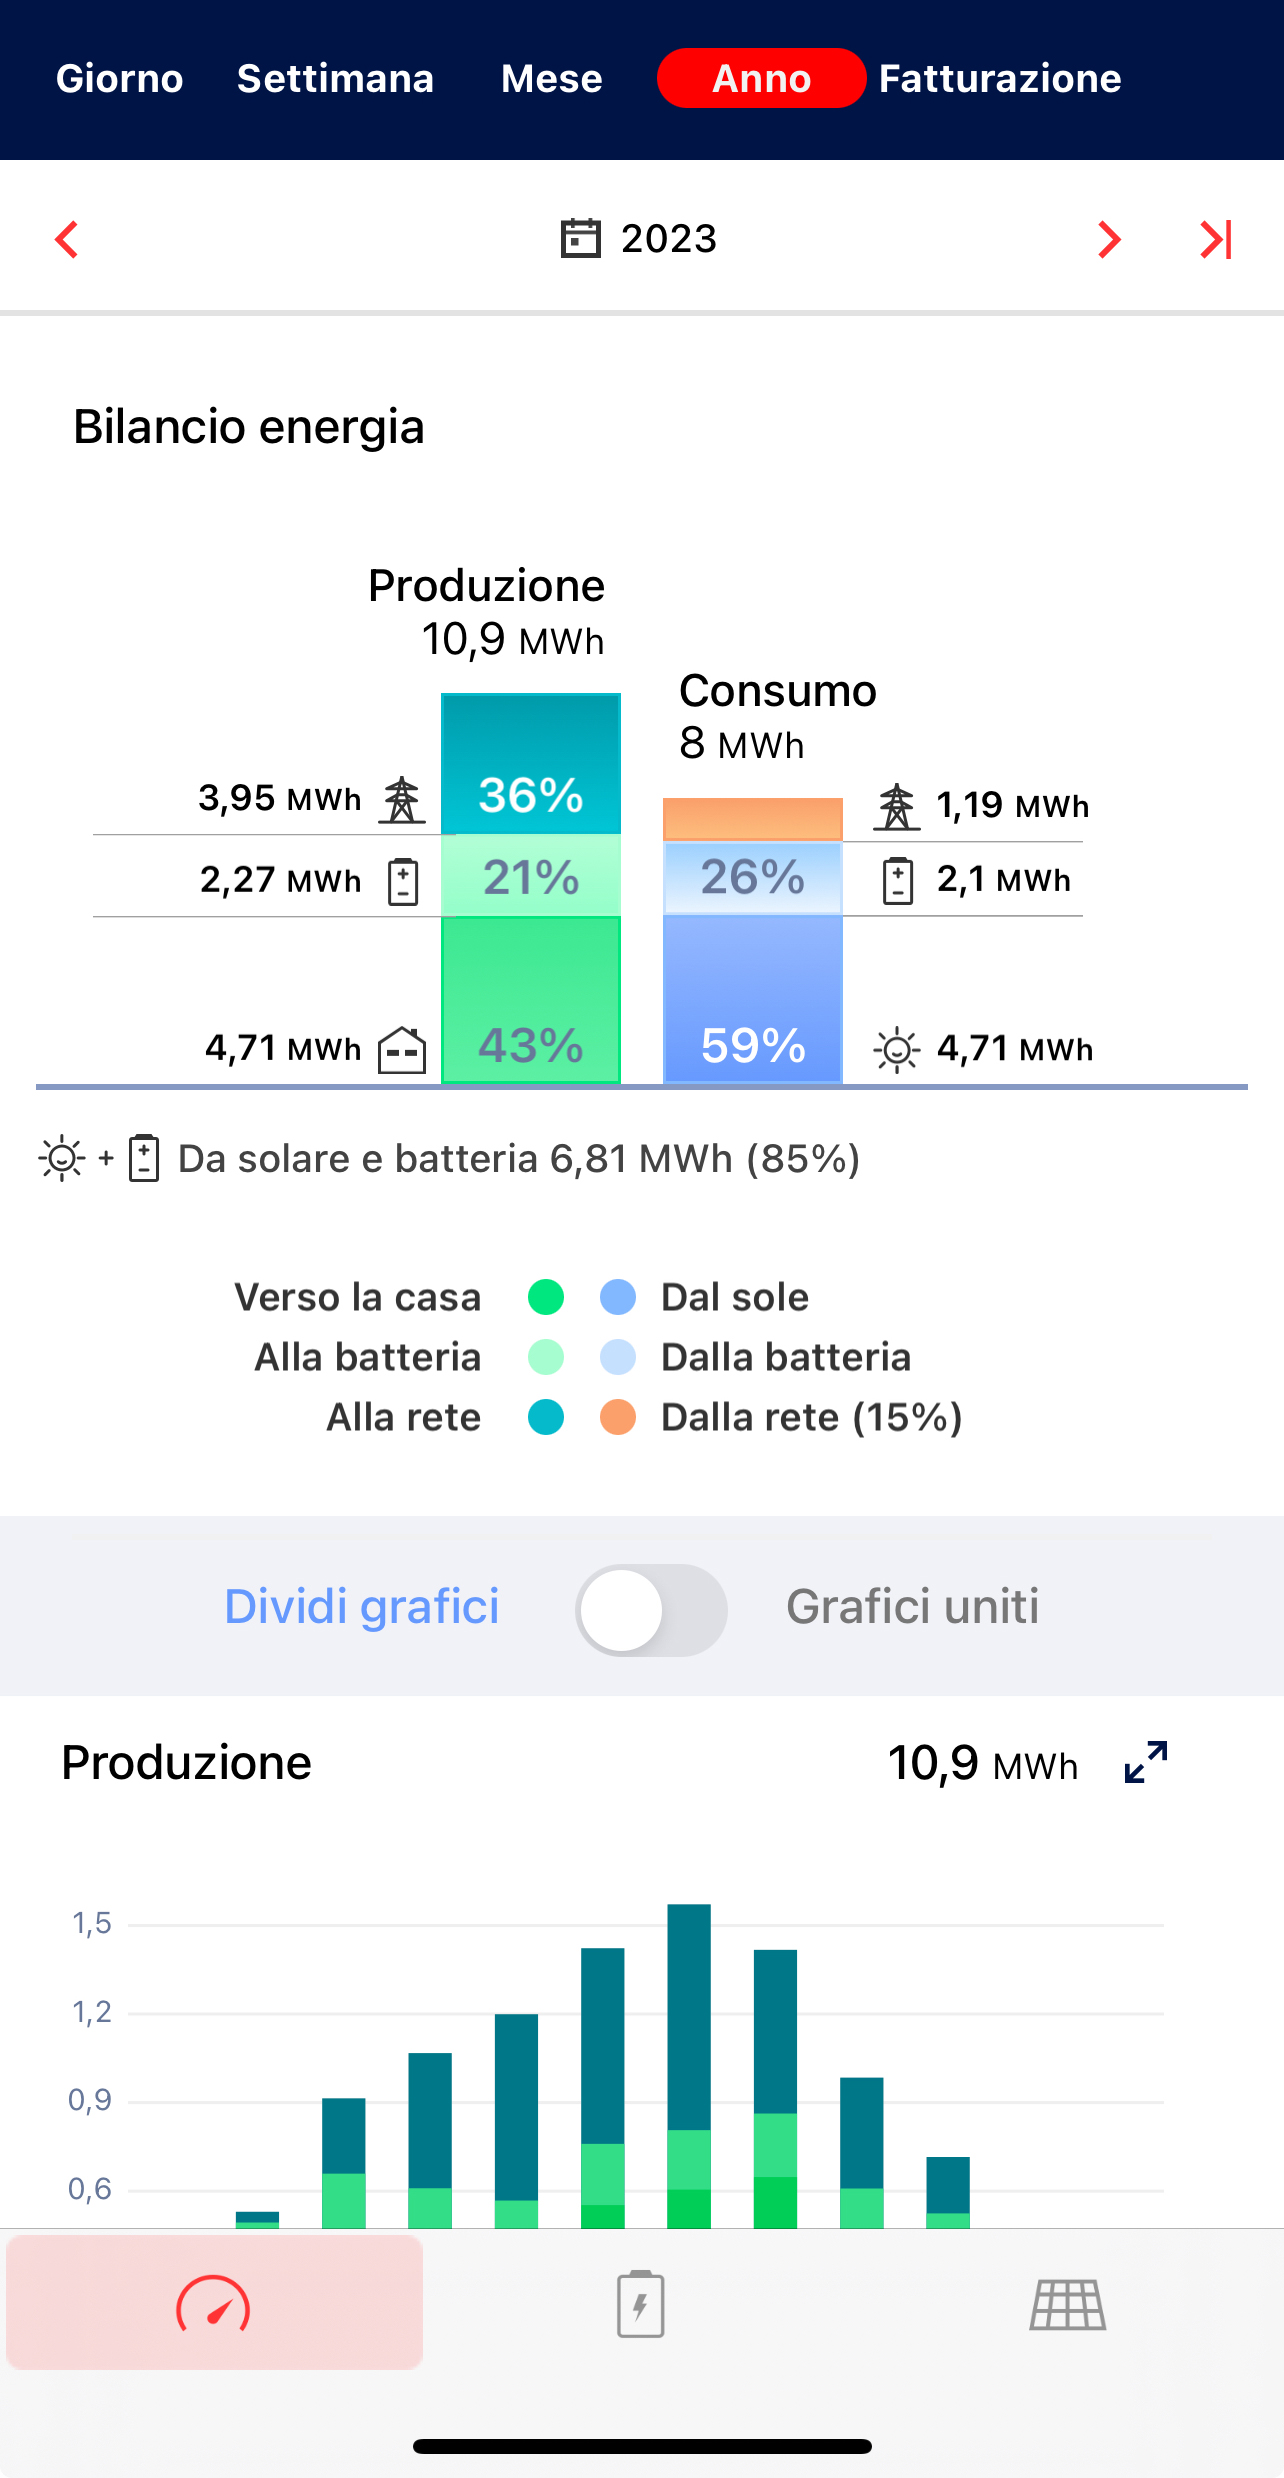 Giorno Settimana Mese Anno Fatturazione
2023
Bilancio energia
Produzione
10,9 MWh
Consumo
8 MWh
3,95 MWh 36% 1,19 MWh
2,27 MWh 21% 26% 2,1 MWh
4,71 MWh 43% 59% 4,71 MWh
+ Da solare e batteria 6,81 MWh (85%)
Verso la casa Dal sole
Alla batteria Dalla batteria
Alla rete Dalla rete (15%)
Dividi grafici Grafici uniti
Produzione 10,9 MWh
1,5
1,2
0,9
0,6